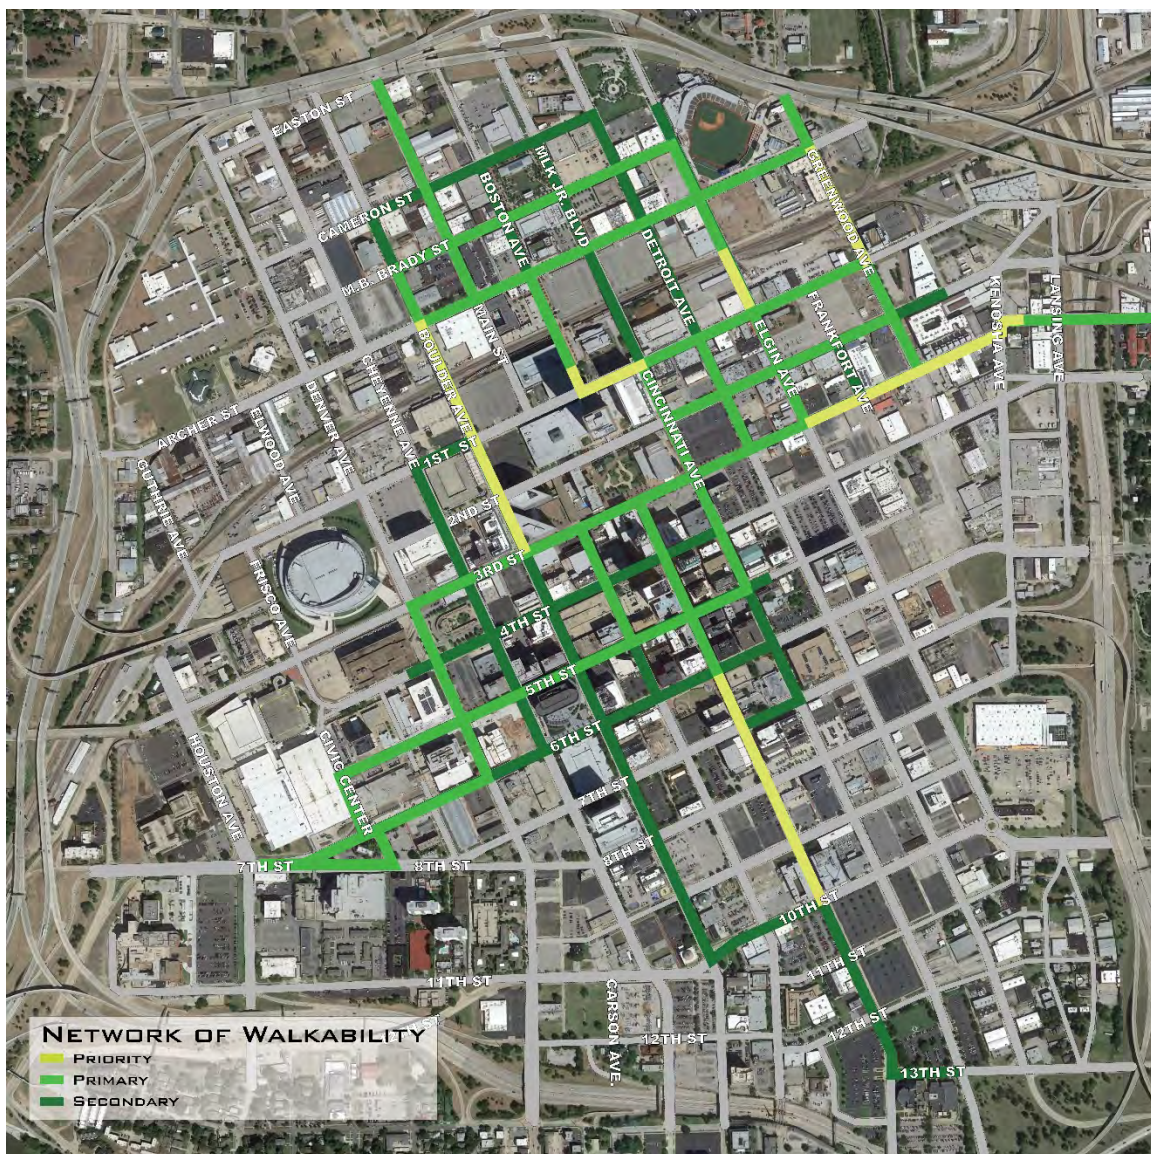 EASTON ST
CAMERON ST
M.B. BRADY ST
BOSTON AVE
MLK JR. BLVD
GREENWOOD AVE
DETROIT AVE
MAIN ST
BOULDER AVE
ELGIN AVE
FRANKFORT AVE
KENOSHA AVE
LANSING AVE
ARCHER ST
CHEYENNE AVE
DENVER AVE
ELWOOD AVE
GUTHRIE AVE
CINCINNATI AVE
1ST ST
2ND ST
3RD ST
FRISCO AVE
4TH ST
5TH ST
6TH ST
HOUSTON AVE
CIVIC CENTER
7TH ST
8TH ST
7TH ST
8TH ST
10TH ST
11TH ST
11TH ST
CARSON AVE.
12TH ST
12TH ST
13TH ST
NETWORK OF WALKABILITY
PRIORITY
PRIMARY
SECONDARY